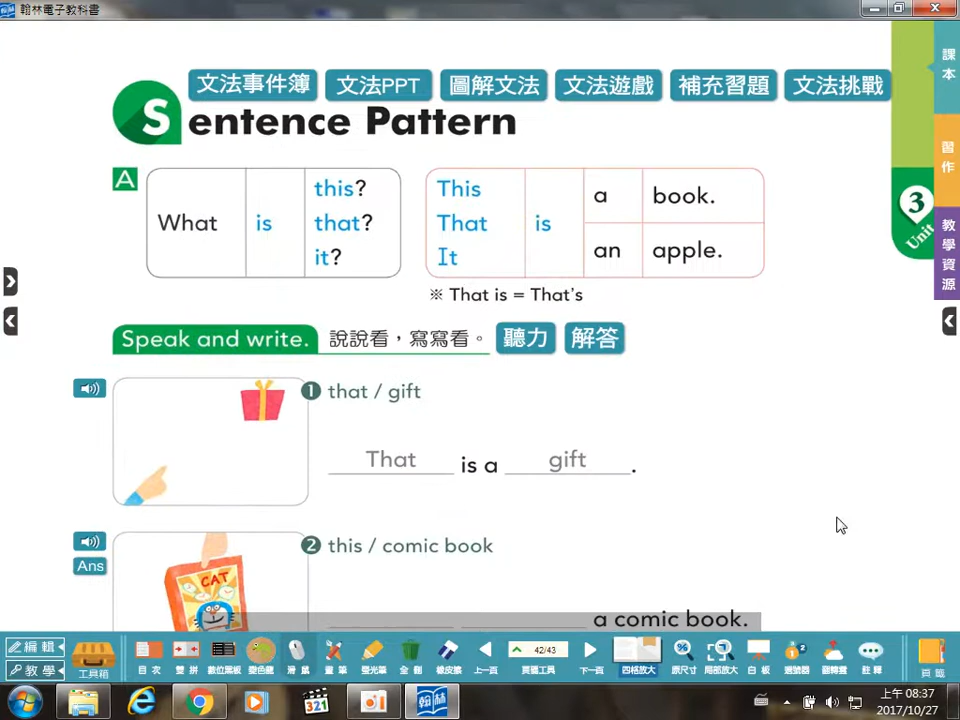 翰林電子教科書
文法事件簿 文法PPT 圖解文法 文法遊戲 補充習題 文法挑戰
Sentence Pattern
課本
習作
教學資源
3
Unit
A
What is this? that? it?
This That It is a book. an apple.
※ That is = That's
Speak and write. 說說看，寫寫看。 聽力 解答
1 that / gift
That is a gift.
Ans
2 this / comic book
CAT
a comic book.
編輯
教學
工具箱 目次 雙拼 數位黑板 變色龍 滑鼠 畫筆 螢光筆 全刪 橡皮擦 上一頁 42/43 頁碼工具 下一頁 四格放大 原尺寸 局部放大 白板 翻譯書 註釋 頁籤
321
上午 08:37
2017/10/27